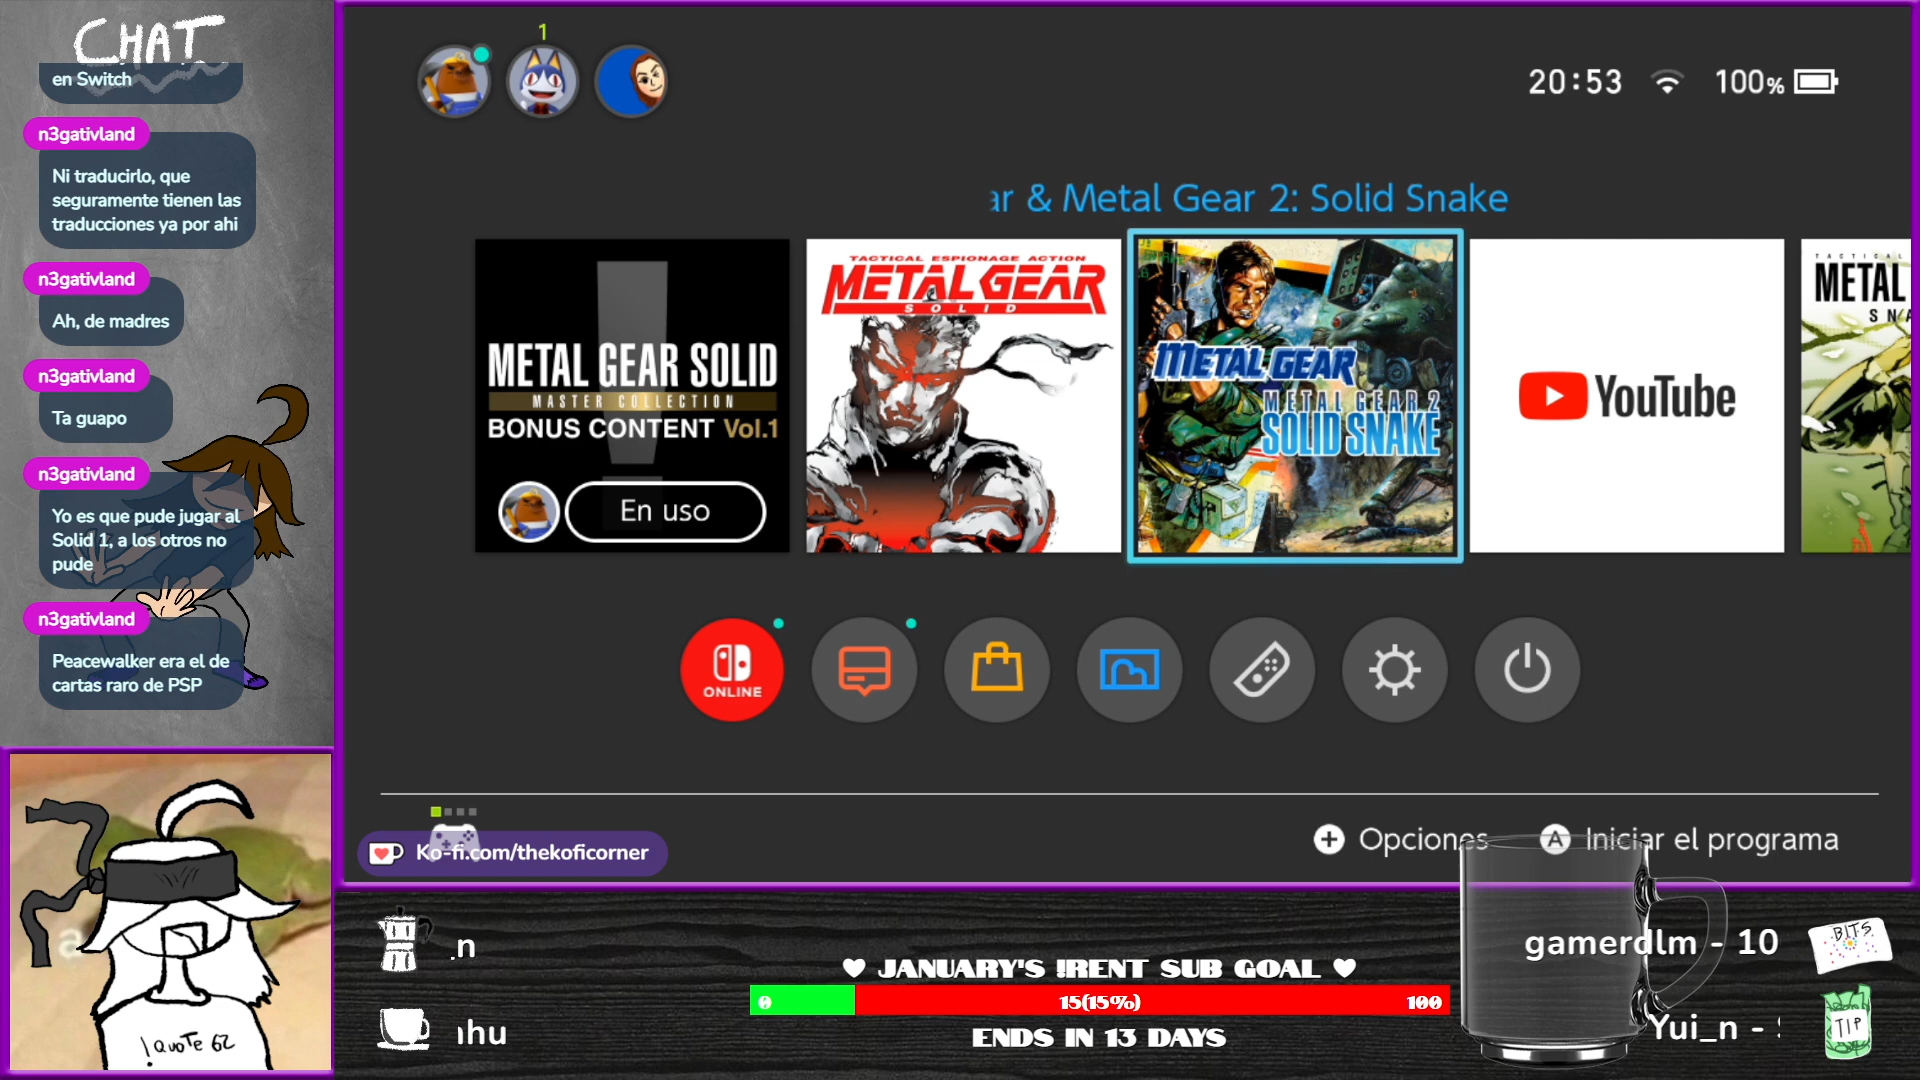 CHAT
en Switch
n3gativland
Ni traducirlo, que
seguramente tienen las
traducciones ya por ahi
n3gativland
Ah, de madres
n3gativland
Ta guapo
n3gativland
Yo es que pude jugar al
Solid 1, a los otros no
pude
n3gativland
Peacewalker era el de
cartas raro de PSP
!QUOTE 62
1
20:53
100%
ar & Metal Gear 2: Solid Snake
!
METAL GEAR SOLID
MASTER COLLECTION
BONUS CONTENT Vol.1
En uso
TACTICAL ESPIONAGE ACTION
METAL GEAR
SOLID
METAL GEAR
METAL GEAR 2
SOLID SNAKE
YouTube
TACTICAL
METAL
SNA
ONLINE
+ Opciones
A Iniciar el programa
Ko-fi.com/thekoficorner
_n
hu
JANUARY'S !RENT SUB GOAL
0
15(15%)
100
ENDS IN 13 DAYS
gamerdlm - 10
BITS
Yui_n -
TIP